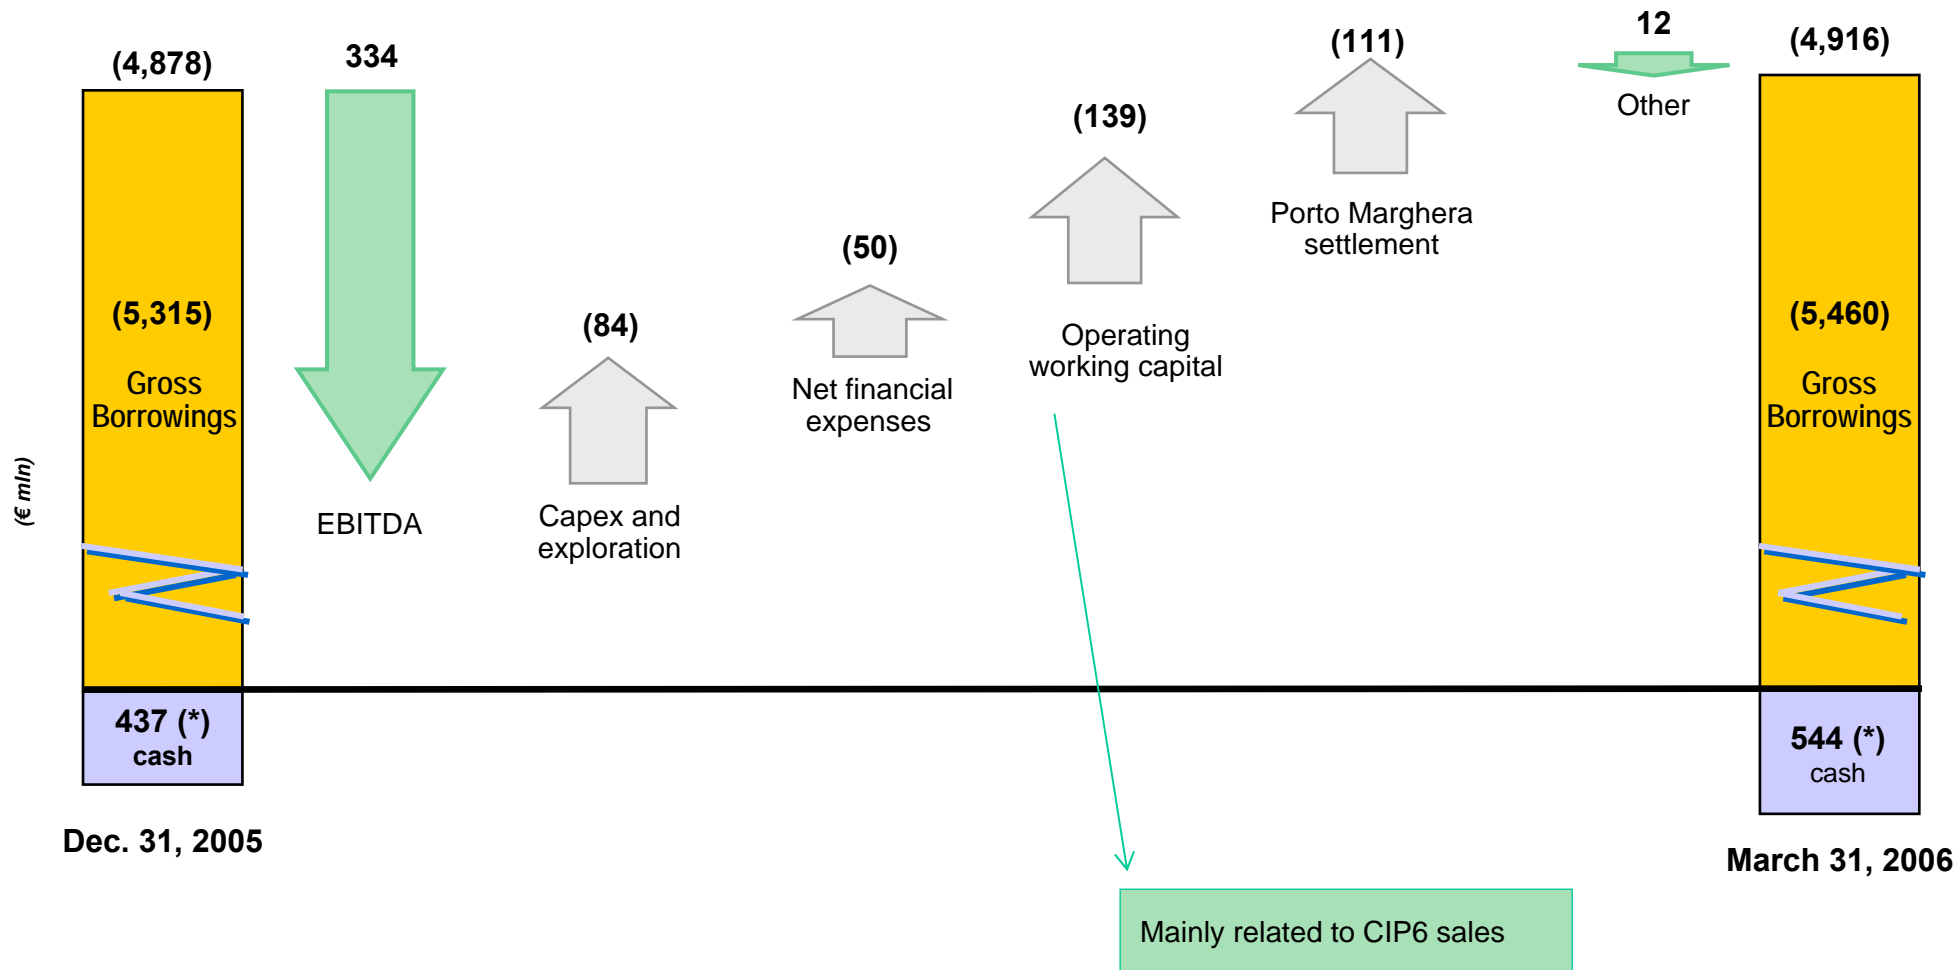 (4,878)
334
(111)
12
(4,916)
Other
(139)
Porto Marghera
settlement
(50)
(5,315)
Gross
Borrowings
(84)
Operating
working capital
(5,460)
Gross
Borrowings
Net financial
expenses
(€ mln)
EBITDA
Capex and
exploration
437 (*)
cash
544 (*)
cash
Dec. 31, 2005
March 31, 2006
Mainly related to CIP6 sales